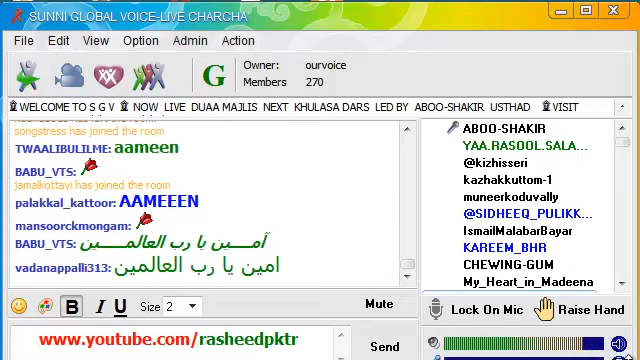 SUNNI GLOBAL VOICE-LIVE CHARCHA
File Edit View Option Admin Action
G
Owner: ourvoice
Members 270
WELCOME TO S G V NOW LIVE DUAA MAJLIS NEXT KHULASA DARS LED BY ABOO-SHAKIR USTHAD VISIT
songstress has joined the room
TWAALIBULILME: aameen
BABU_VTS:
jamalkottayi has joined the room
palakkal_kattoor: AAMEEEN
mansoorckmongam:
BABU_VTS: آمــــين يا رب العالمـــــين
vadanappalli313: امين يا رب العالمين
ABOO-SHAKIR
YAA.RASOOL.SALA...
@kizhisseri
kazhakkuttom-1
muneerkoduvally
@SIDHEEQ_PULIKK...
IsmailMalabarBayar
KAREEM_BHR
CHEWING-GUM
My_Heart_in_Madeena
B I U Size 2 Mute
Lock On Mic Raise Hand
www.youtube.com/rasheedpktr
Send